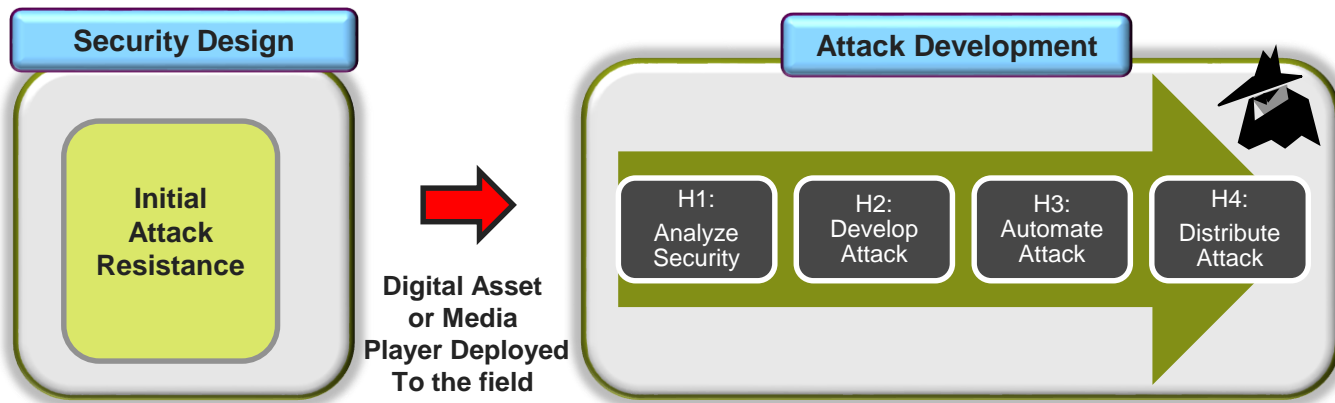 Security Design
Initial
Attack
Resistance
Digital Asset
or Media
Player Deployed
To the field
Attack Development
H1:
Analyze
Security
H2:
Develop
Attack
H3:
Automate
Attack
H4:
Distribute
Attack